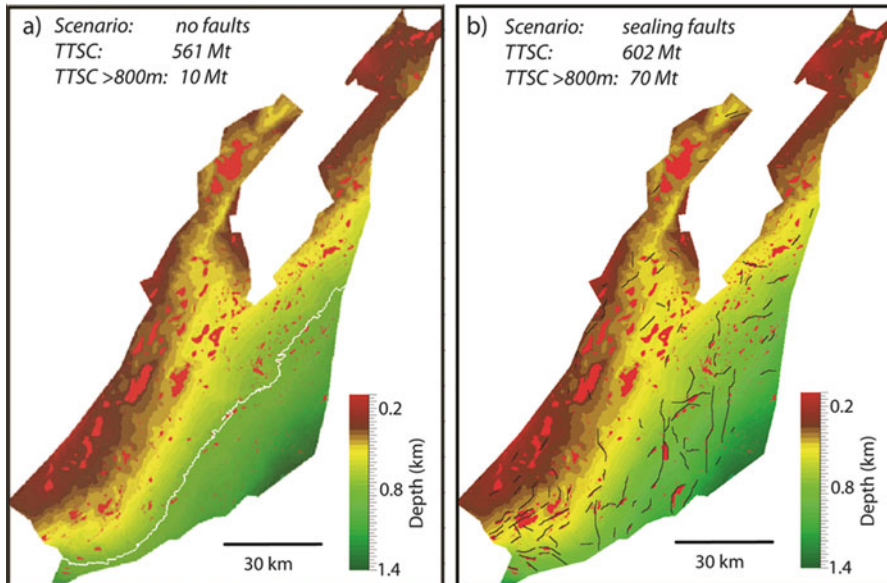 a) Scenario: no faults
TTSC: 561 Mt
TTSC >800m: 10 Mt
0.2
0.8
1.4
Depth (km)
30 km
b) Scenario: sealing faults
TTSC: 602 Mt
TTSC >800m: 70 Mt
0.2
0.8
1.4
Depth (km)
30 km